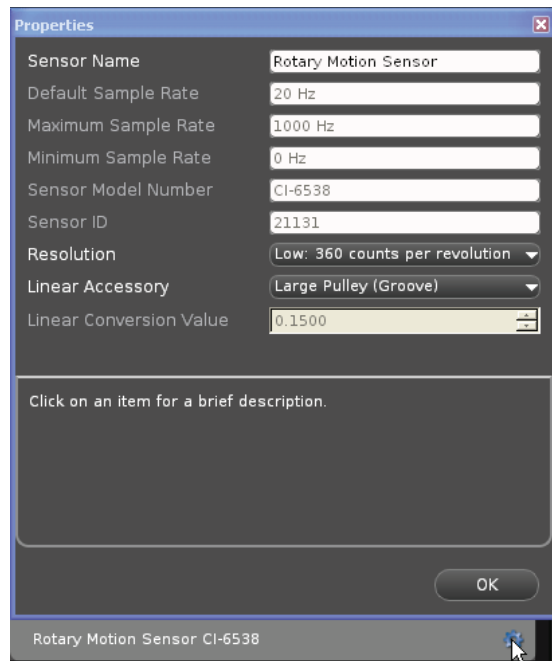 Properties
Sensor Name Rotary Motion Sensor
Default Sample Rate 20 Hz
Maximum Sample Rate 1000 Hz
Minimum Sample Rate 0 Hz
Sensor Model Number CI-6538
Sensor ID 21131
Resolution Low: 360 counts per revolution
Linear Accessory Large Pulley (Groove)
Linear Conversion Value 0.1500
Click on an item for a brief description.
OK
Rotary Motion Sensor CI-6538